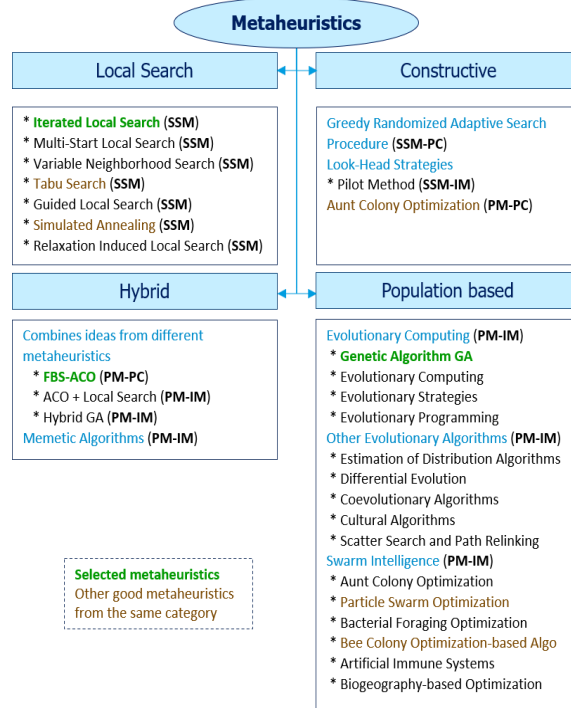 Metaheuristics
Local Search
* Iterated Local Search (SSM)
* Multi-Start Local Search (SSM)
* Variable Neighborhood Search (SSM)
* Tabu Search (SSM)
* Guided Local Search (SSM)
* Simulated Annealing (SSM)
* Relaxation Induced Local Search (SSM)
Constructive
Greedy Randomized Adaptive Search
Procedure (SSM-PC)
Look-Head Strategies
* Pilot Method (SSM-IM)
Aunt Colony Optimization (PM-PC)
Hybrid
Combines ideas from different
metaheuristics
* FBS-ACO (PM-PC)
* ACO + Local Search (PM-IM)
* Hybrid GA (PM-IM)
Memetic Algorithms (PM-IM)
Population based
Evolutionary Computing (PM-IM)
* Genetic Algorithm GA
* Evolutionary Computing
* Evolutionary Strategies
* Evolutionary Programming
Other Evolutionary Algorithms (PM-IM)
* Estimation of Distribution Algorithms
* Differential Evolution
* Coevolutionary Algorithms
* Cultural Algorithms
* Scatter Search and Path Relinking
Swarm Intelligence (PM-IM)
* Aunt Colony Optimization
* Particle Swarm Optimization
* Bacterial Foraging Optimization
* Bee Colony Optimization-based Algo
* Artificial Immune Systems
* Biogeography-based Optimization
Selected metaheuristics
Other good metaheuristics
from the same category